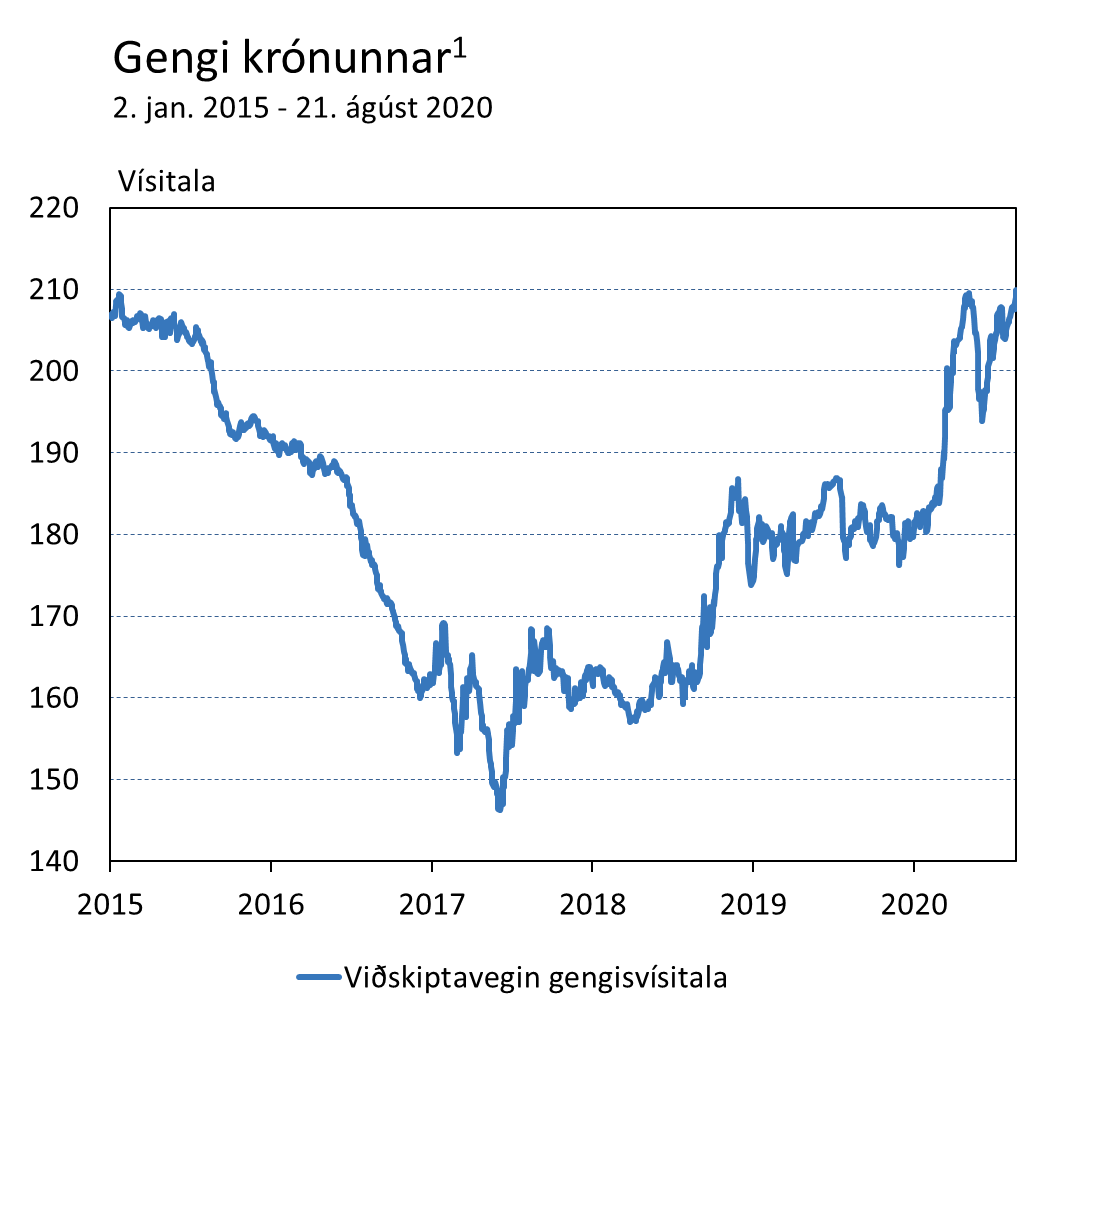 Gengi krónunnar¹
2. jan. 2015 - 21. ágúst 2020
Vísitala
220
210
200
190
180
170
160
150
140
2015 2016 2017 2018 2019 2020
Viðskiptavegin gengisvísitala